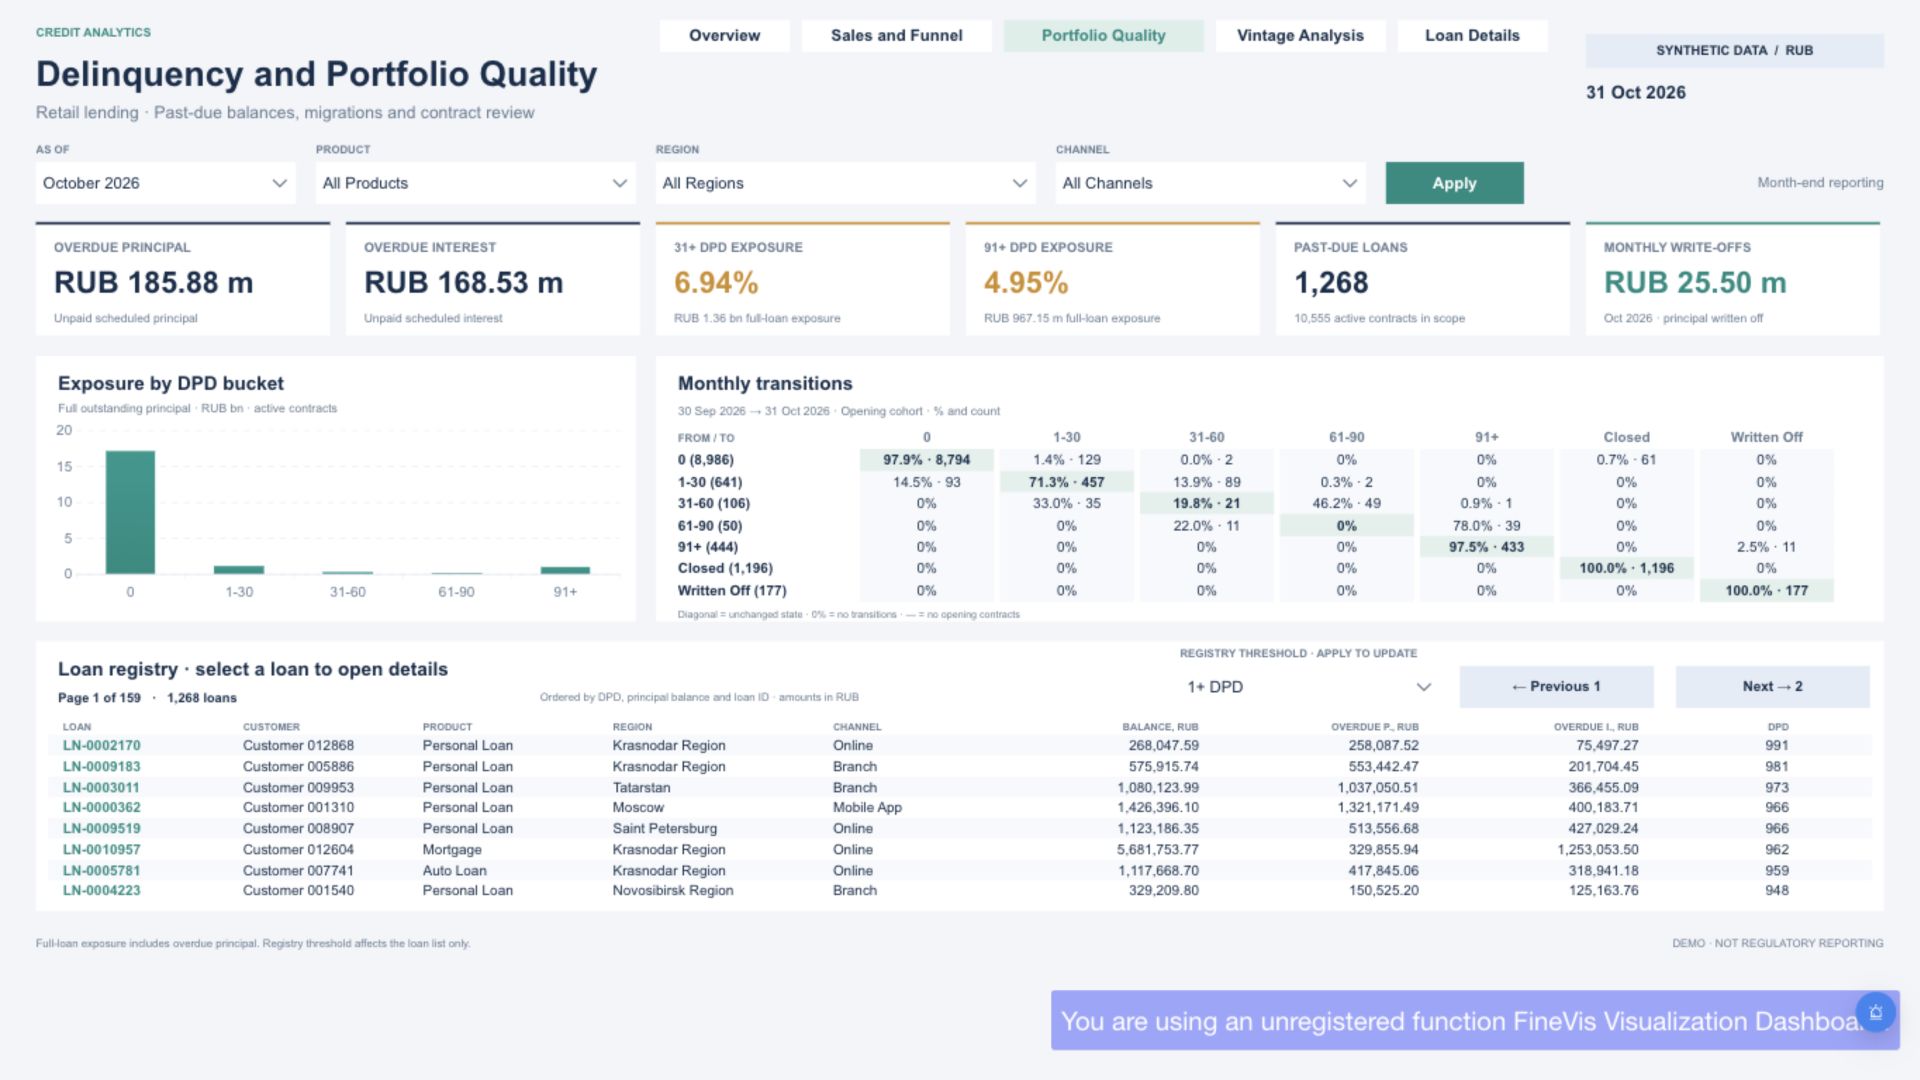 CREDIT ANALYTICS
Overview Sales and Funnel Portfolio Quality Vintage Analysis Loan Details
SYNTHETIC DATA / RUB
Delinquency and Portfolio Quality
31 Oct 2026
Retail lending · Past-due balances, migrations and contract review
AS OF PRODUCT REGION CHANNEL
October 2026 All Products All Regions All Channels Apply Month-end reporting
OVERDUE PRINCIPAL OVERDUE INTEREST 31+ DPD EXPOSURE 91+ DPD EXPOSURE PAST-DUE LOANS MONTHLY WRITE-OFFS
RUB 185.88 m RUB 168.53 m 6.94% 4.95% 1,268 RUB 25.50 m
Unpaid scheduled principal Unpaid scheduled interest RUB 1.36 bn full-loan exposure RUB 967.15 m full-loan exposure 10,555 active contracts in scope Oct 2026 · principal written off
Exposure by DPD bucket
Full outstanding principal · RUB bn · active contracts
20
15
10
5
0
0 1-30 31-60 61-90 91+
Monthly transitions
30 Sep 2026 → 31 Oct 2026 · Opening cohort · % and count
FROM / TO 0 1-30 31-60 61-90 91+ Closed Written Off
0 (8,986) 97.9% · 8,794 1.4% · 129 0.0% · 2 0% 0% 0.7% · 61 0%
1-30 (641) 14.5% · 93 71.3% · 457 13.9% · 89 0.3% · 2 0% 0% 0%
31-60 (106) 0% 33.0% · 35 19.8% · 21 46.2% · 49 0.9% · 1 0% 0%
61-90 (50) 0% 0% 22.0% · 11 0% 78.0% · 39 0% 0%
91+ (444) 0% 0% 0% 0% 97.5% · 433 0% 2.5% · 11
Closed (1,196) 0% 0% 0% 0% 0% 100.0% · 1,196 0%
Written Off (177) 0% 0% 0% 0% 0% 0% 100.0% · 177
Diagonal = unchanged state · 0% = no transitions · — = no opening contracts
Loan registry · select a loan to open details
REGISTRY THRESHOLD · APPLY TO UPDATE
Page 1 of 159 · 1,268 loans Ordered by DPD, principal balance and loan ID · amounts in RUB 1+ DPD ← Previous 1 Next → 2
LOAN CUSTOMER PRODUCT REGION CHANNEL BALANCE, RUB OVERDUE P., RUB OVERDUE I., RUB DPD
LN-0002170 Customer 012868 Personal Loan Krasnodar Region Online 268,047.59 258,087.52 75,497.27 991
LN-0009183 Customer 005886 Personal Loan Krasnodar Region Branch 575,915.74 553,442.47 201,704.45 981
LN-0003011 Customer 009953 Personal Loan Tatarstan Branch 1,080,123.99 1,037,050.51 366,455.09 973
LN-0000362 Customer 001310 Personal Loan Moscow Mobile App 1,426,396.10 1,321,171.49 400,183.71 966
LN-0009519 Customer 008907 Personal Loan Saint Petersburg Online 1,123,186.35 513,556.68 427,029.24 966
LN-0010957 Customer 012604 Mortgage Krasnodar Region Online 5,681,753.77 329,855.94 1,253,053.50 962
LN-0005781 Customer 007741 Auto Loan Krasnodar Region Online 1,117,668.70 417,845.06 318,941.18 959
LN-0004223 Customer 001540 Personal Loan Novosibirsk Region Branch 329,209.80 150,525.20 125,163.76 948
Full-loan exposure includes overdue principal. Registry threshold affects the loan list only.
DEMO · NOT REGULATORY REPORTING
You are using an unregistered function FineVis Visualization